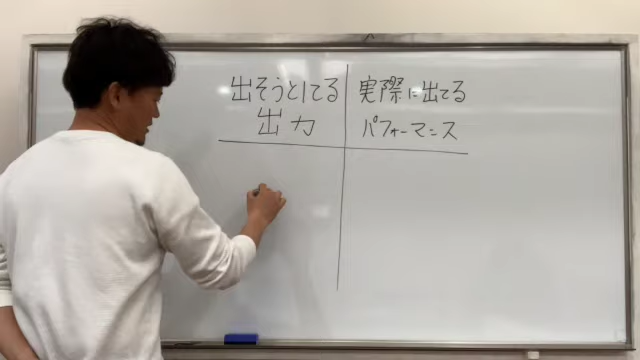 出そうとしてる
出力
実際に出てる
パフォーマンス